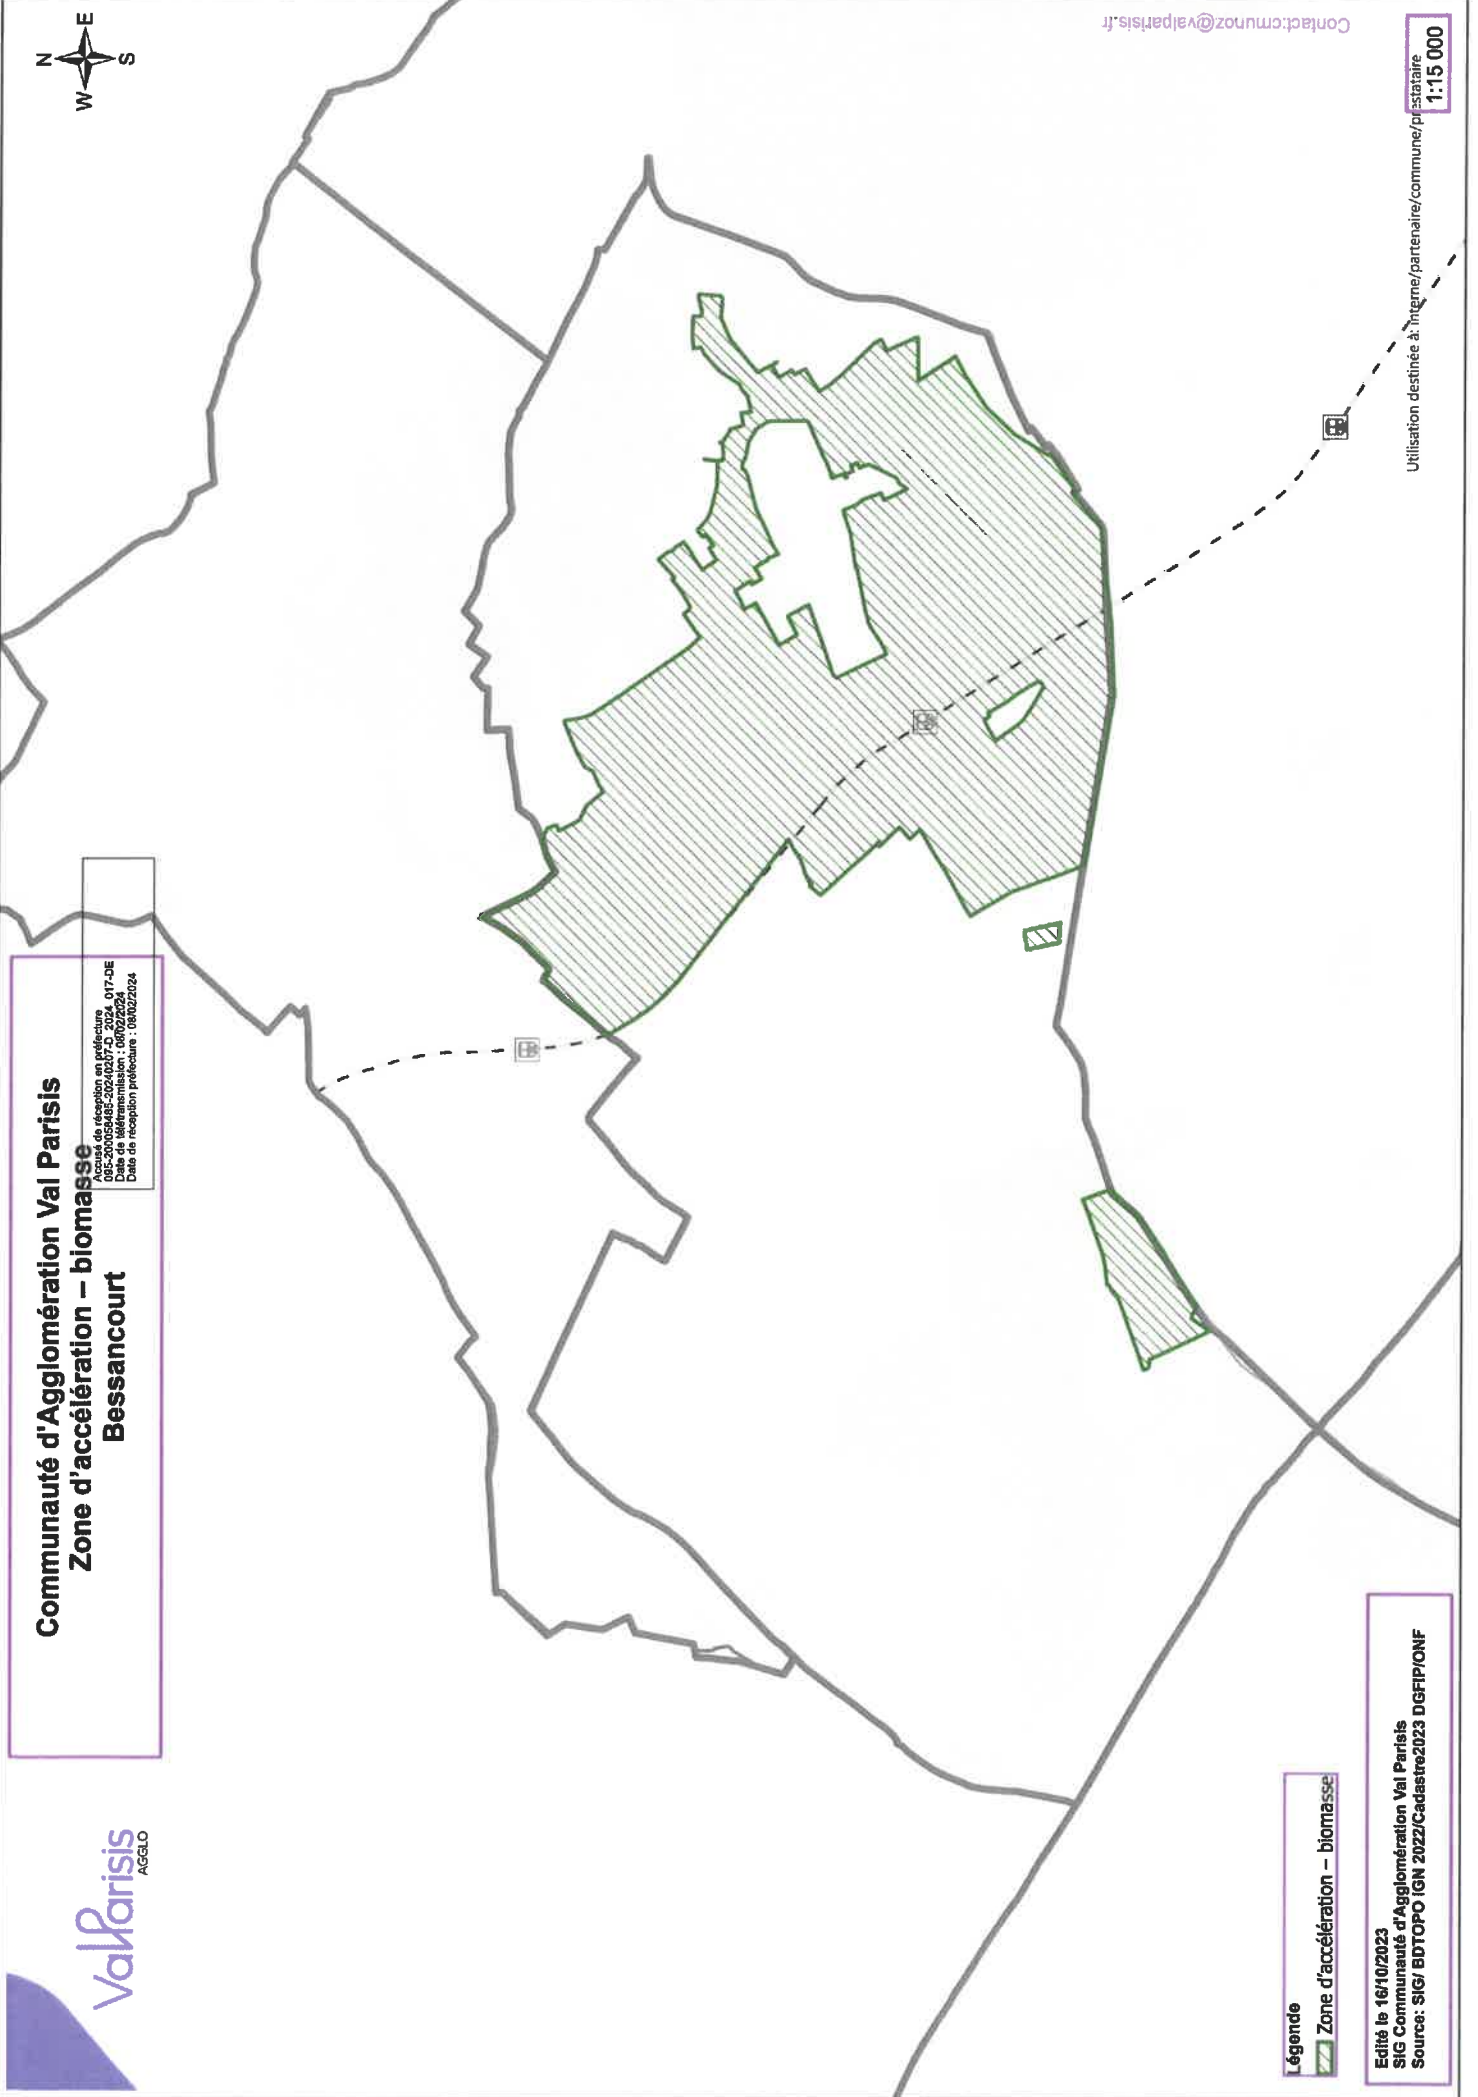 ValParisis
AGGLO
Communauté d'Agglomération Val Parisis
Zone d'accélération – biomasse
Bessancourt
Accusé de réception en préfecture
095-200058485-20240207-D_2024_017-DE
Date de télétransmission : 08/02/2024
Date de réception préfecture : 08/02/2024
N
W
E
S
Légende
Zone d'accélération – biomasse
Edité le 16/10/2023
SIG Communauté d'Agglomération Val Parisis
Source: SIG/ BDTOPO IGN 2022/Cadastre2023 DGFIP/ONF
Utilisation destinée à: interne/partenaire/commune/prestataire
1:15 000
Contact:cmunoz@valparisis.fr